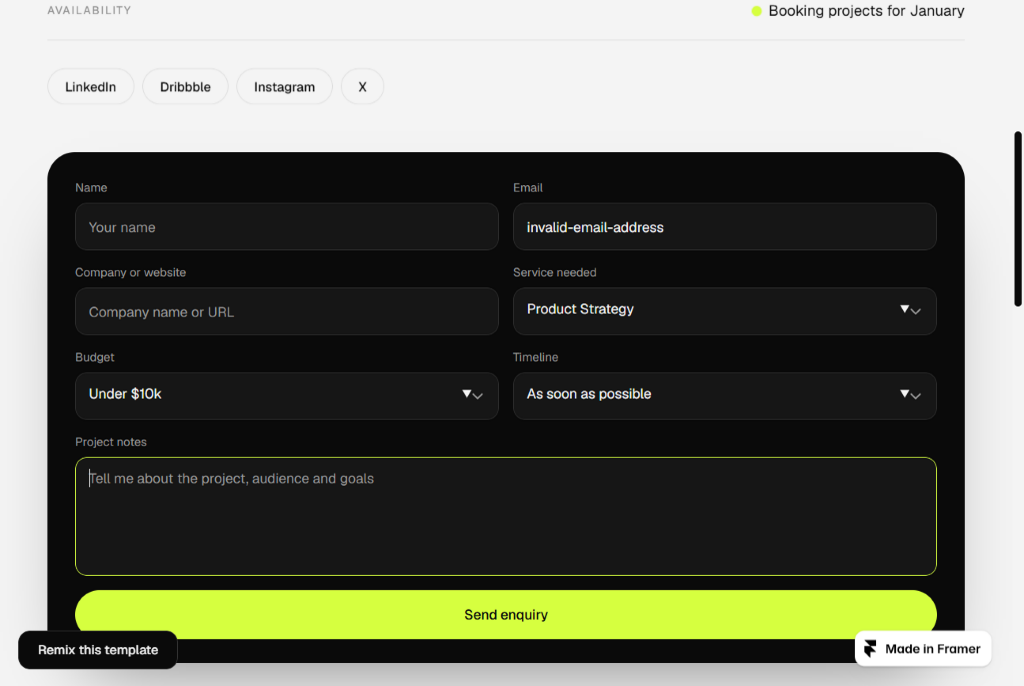 AVAILABILITY
Booking projects for January
LinkedIn
Dribbble
Instagram
X
Name
Email
Your name
invalid-email-address
Company or website
Service needed
Company name or URL
Product Strategy
Budget
Timeline
Under $10k
As soon as possible
Project notes
Tell me about the project, audience and goals
Send enquiry
Remix this template
Made in Framer